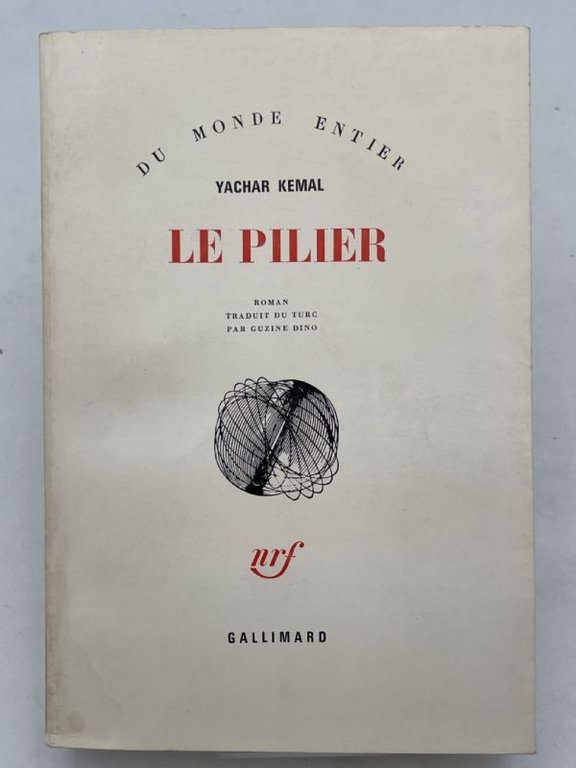 DU MONDE ENTIER
YACHAR KEMAL
LE PILIER
ROMAN
TRADUIT DU TURC
PAR GUZINE DINO
nrf
GALLIMARD